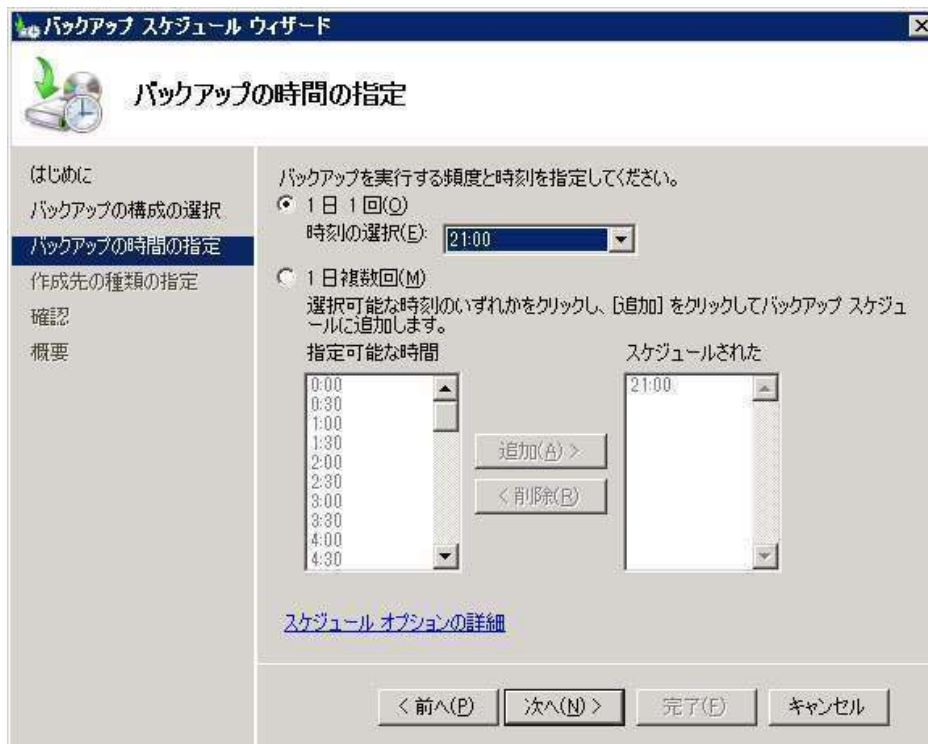 バックアップ スケジュール ウィザード
バックアップの時間の指定
はじめに
バックアップの構成の選択
バックアップの時間の指定
作成先の種類の指定
確認
概要
バックアップを実行する頻度と時刻を指定してください。
1 日 1 回(O)
時刻の選択(E): 21:00
1 日複数回(M)
選択可能な時刻のいずれかをクリックし、[追加] をクリックしてバックアップ スケジュ
ールに追加します。
指定可能な時間
0:00
0:30
1:00
1:30
2:00
2:30
3:00
3:30
4:00
4:30
追加(A) >
< 削除(R)
スケジュールされた
21:00
スケジュール オプションの詳細
< 前へ(P) 次へ(N) > 完了(F) キャンセル